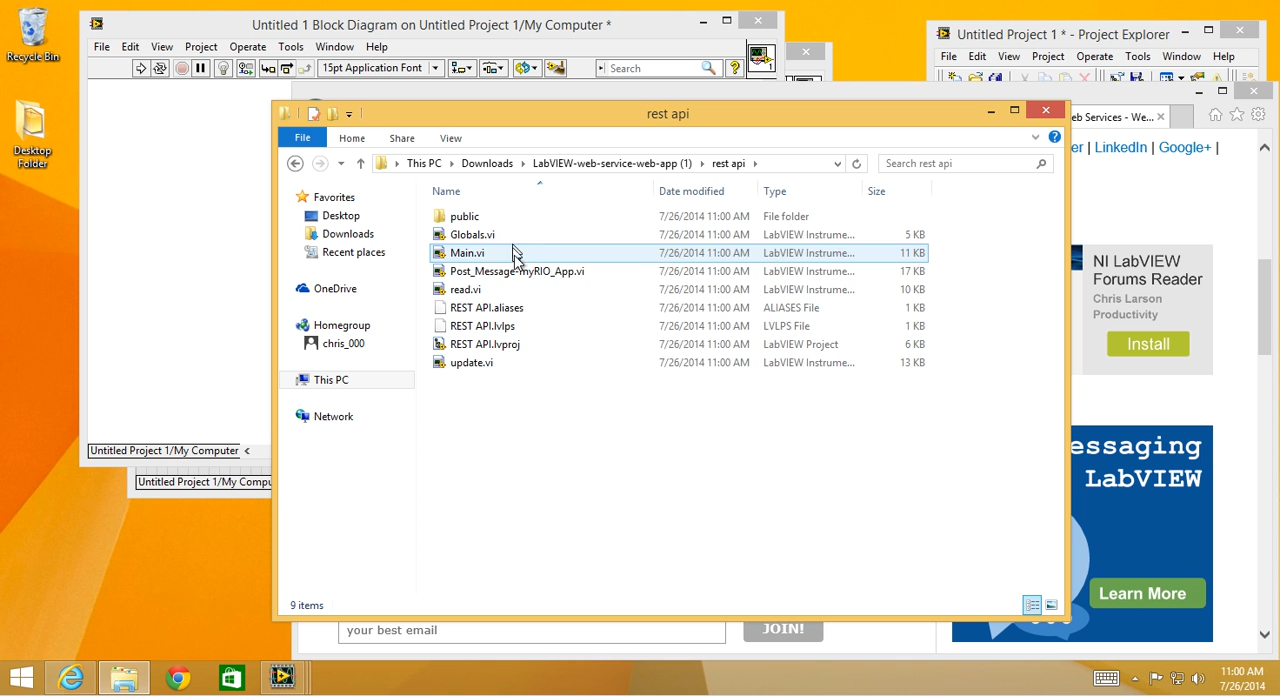 Recycle Bin
Desktop
Folder
Untitled 1 Block Diagram on Untitled Project 1/My Computer *
File Edit View Project Operate Tools Window Help
15pt Application Font
Search
Untitled Project 1/My Computer
Untitled Project 1/My Compu
Untitled Project 1 * - Project Explorer
File Edit View Project Operate Tools Window Help
eb Services - We...
er | LinkedIn | Google+ |
rest api
File Home Share View
This PC Downloads LabVIEW-web-service-web-app (1) rest api
Search rest api
Favorites
Desktop
Downloads
Recent places
OneDrive
Homegroup
chris_000
This PC
Network
Name Date modified Type Size
public 7/26/2014 11:00 AM File folder
Globals.vi 7/26/2014 11:00 AM LabVIEW Instrume... 5 KB
Main.vi 7/26/2014 11:00 AM LabVIEW Instrume... 11 KB
Post_Message-myRIO_App.vi 7/26/2014 11:00 AM LabVIEW Instrume... 17 KB
read.vi 7/26/2014 11:00 AM LabVIEW Instrume... 10 KB
REST API.aliases 7/26/2014 11:00 AM ALIASES File 1 KB
REST API.lvlps 7/26/2014 11:00 AM LVLPS File 1 KB
REST API.lvproj 7/26/2014 11:00 AM LabVIEW Project 6 KB
update.vi 7/26/2014 11:00 AM LabVIEW Instrume... 13 KB
9 items
NI LabVIEW
Forums Reader
Chris Larson
Productivity
Install
essaging
LabVIEW
Learn More
your best email
JOIN!
11:00 AM
7/26/2014